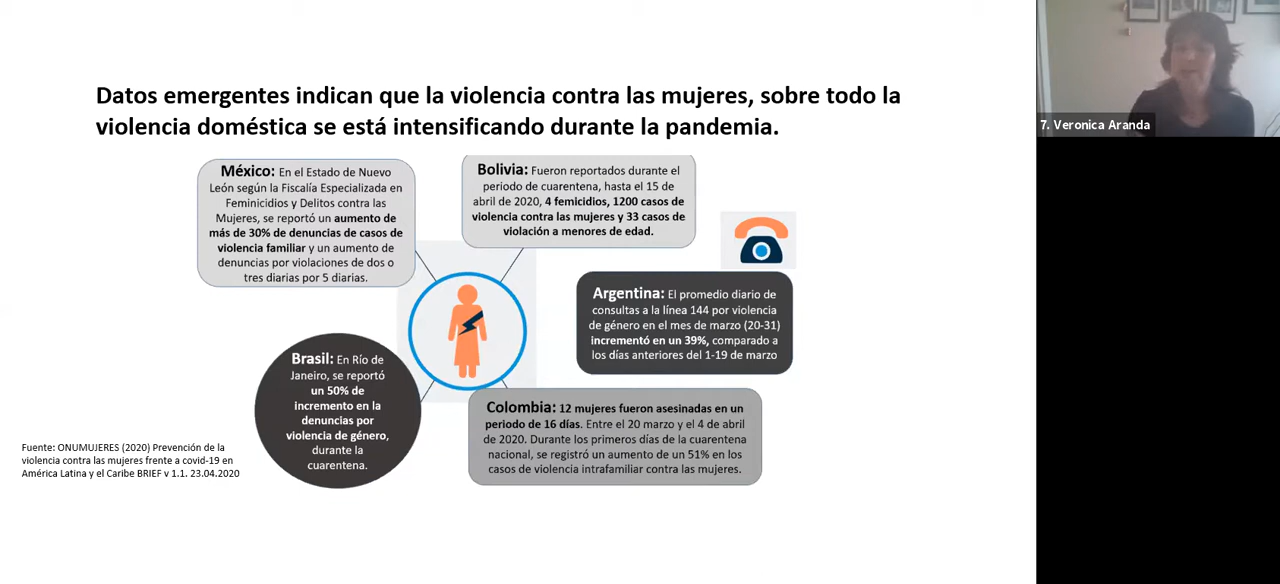 Datos emergentes indican que la violencia contra las mujeres, sobre todo la
violencia doméstica se está intensificando durante la pandemia.
México: En el Estado de Nuevo
León según la Fiscalía Especializada en
Feminicidios y Delitos contra las
Mujeres, se reportó un aumento de
más de 30% de denuncias de casos de
violencia familiar y un aumento de
denuncias por violaciones de dos o
tres diarias por 5 diarias.
Bolivia: Fueron reportados durante el
periodo de cuarentena, hasta el 15 de
abril de 2020, 4 femicidios, 1200 casos de
violencia contra las mujeres y 33 casos de
violación a menores de edad.
Argentina: El promedio diario de
consultas a la línea 144 por violencia
de género en el mes de marzo (20-31)
incrementó en un 39%, comparado a
los días anteriores del 1-19 de marzo
Brasil: En Río de
Janeiro, se reportó
un 50% de
incremento en la
denuncias por
violencia de género,
durante la
cuarentena.
Colombia: 12 mujeres fueron asesinadas en un
periodo de 16 días. Entre el 20 marzo y el 4 de abril
de 2020. Durante los primeros días de la cuarentena
nacional, se registró un aumento de un 51% en los
casos de violencia intrafamiliar contra las mujeres.
Fuente: ONUMUJERES (2020) Prevención de la
violencia contra las mujeres frente a covid-19 en
América Latina y el Caribe BRIEF v 1.1. 23.04.2020
7. Veronica Aranda